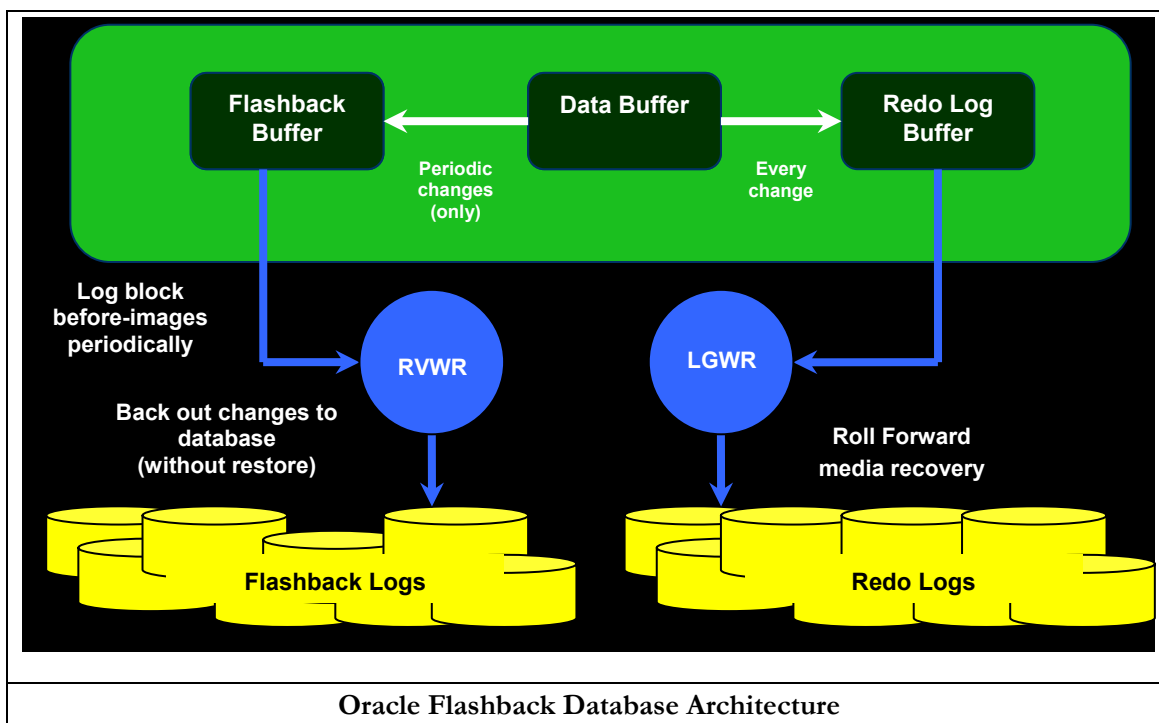 Flashback
Buffer
Data Buffer
Redo Log
Buffer
Periodic
changes
(only)
Every
change
Log block
before-images
periodically
RVWR
LGWR
Back out changes to
database
(without restore)
Roll Forward
media recovery
Flashback Logs
Redo Logs
Oracle Flashback Database Architecture